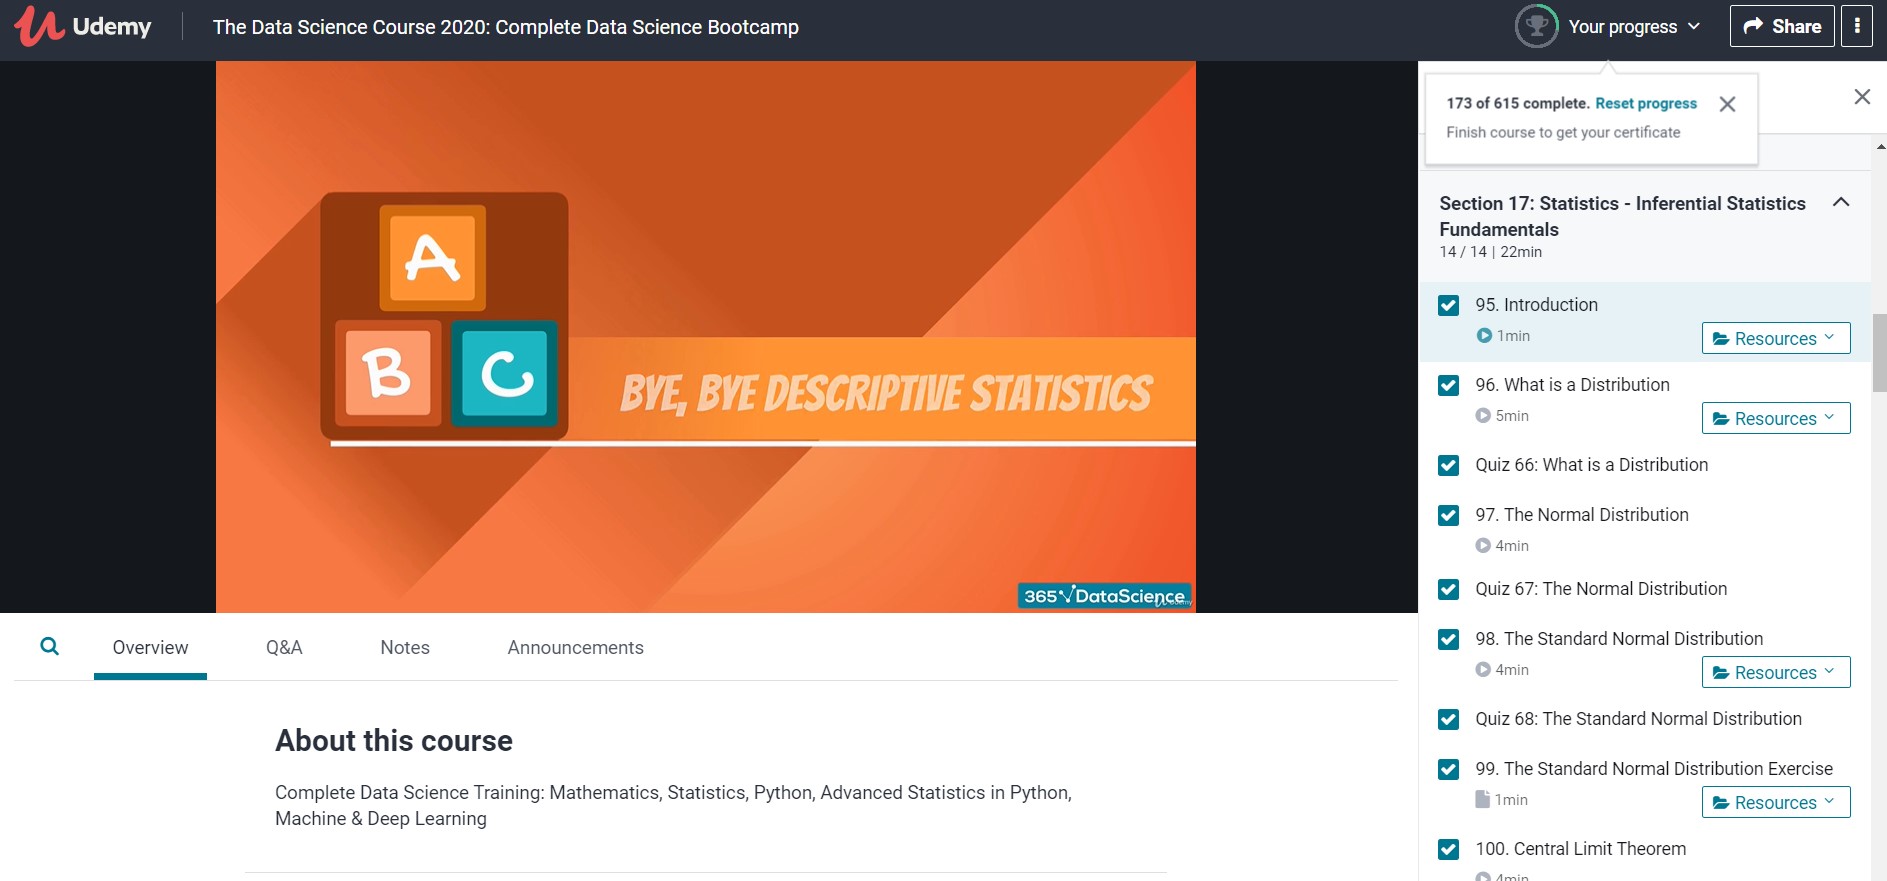 Udemy
The Data Science Course 2020: Complete Data Science Bootcamp
Your progress
Share
173 of 615 complete. Reset progress
Finish course to get your certificate
A
B C
BYE, BYE DESCRIPTIVE STATISTICS
365 DataScience
Udemy
Section 17: Statistics - Inferential Statistics
Fundamentals
14 / 14 | 22min
95. Introduction
1min
Resources
96. What is a Distribution
5min
Resources
Quiz 66: What is a Distribution
97. The Normal Distribution
4min
Quiz 67: The Normal Distribution
98. The Standard Normal Distribution
4min
Resources
Quiz 68: The Standard Normal Distribution
99. The Standard Normal Distribution Exercise
1min
Resources
100. Central Limit Theorem
4min
Overview
Q&A
Notes
Announcements
About this course
Complete Data Science Training: Mathematics, Statistics, Python, Advanced Statistics in Python,
Machine & Deep Learning